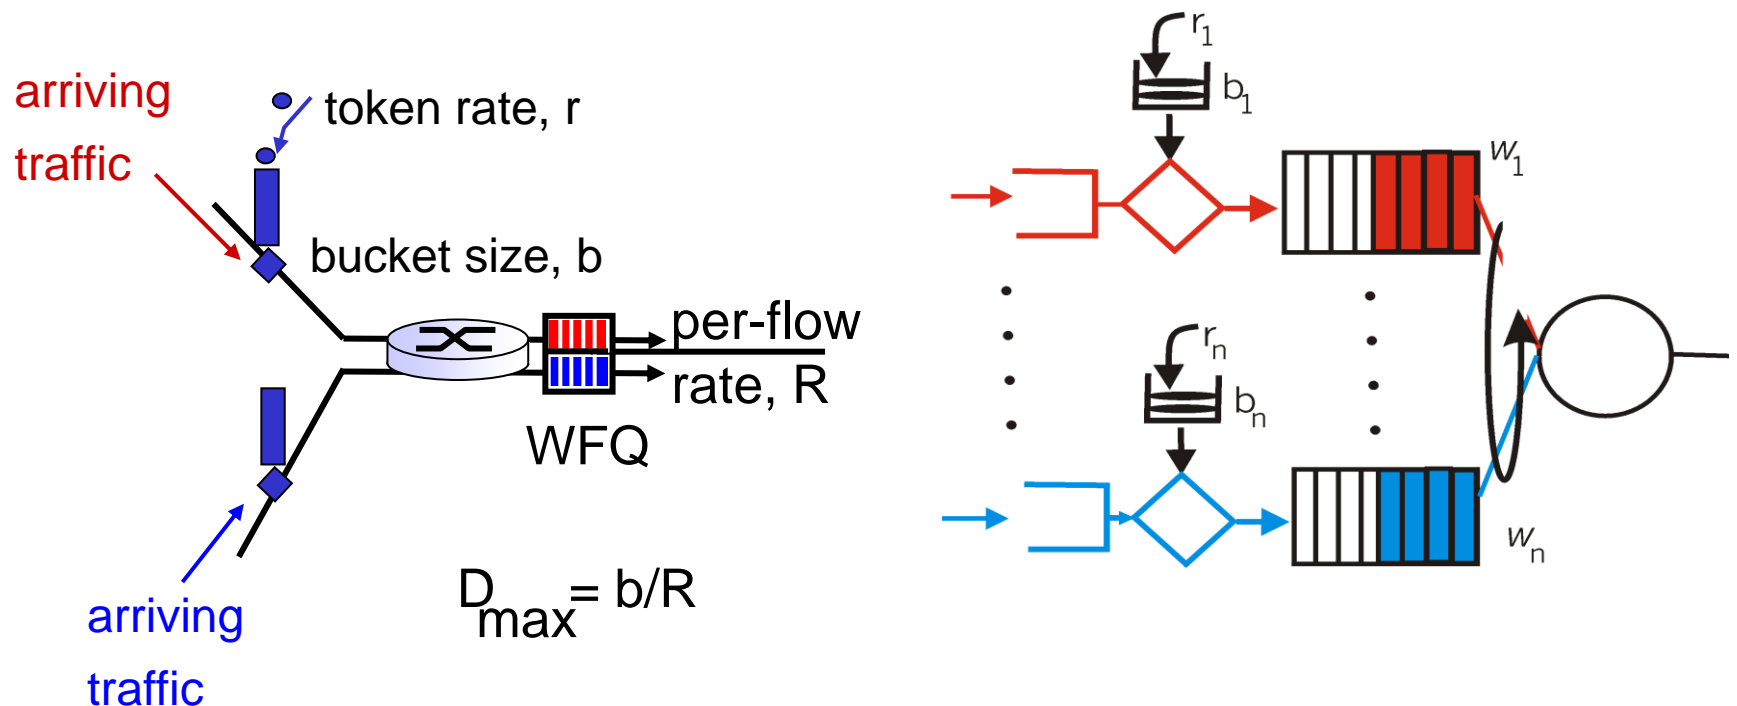 arriving
traffic
token rate, r
bucket size, b
per-flow
rate, R
WFQ
D
max = b/R
arriving
traffic
r1
b1
w1
rn
bn
wn